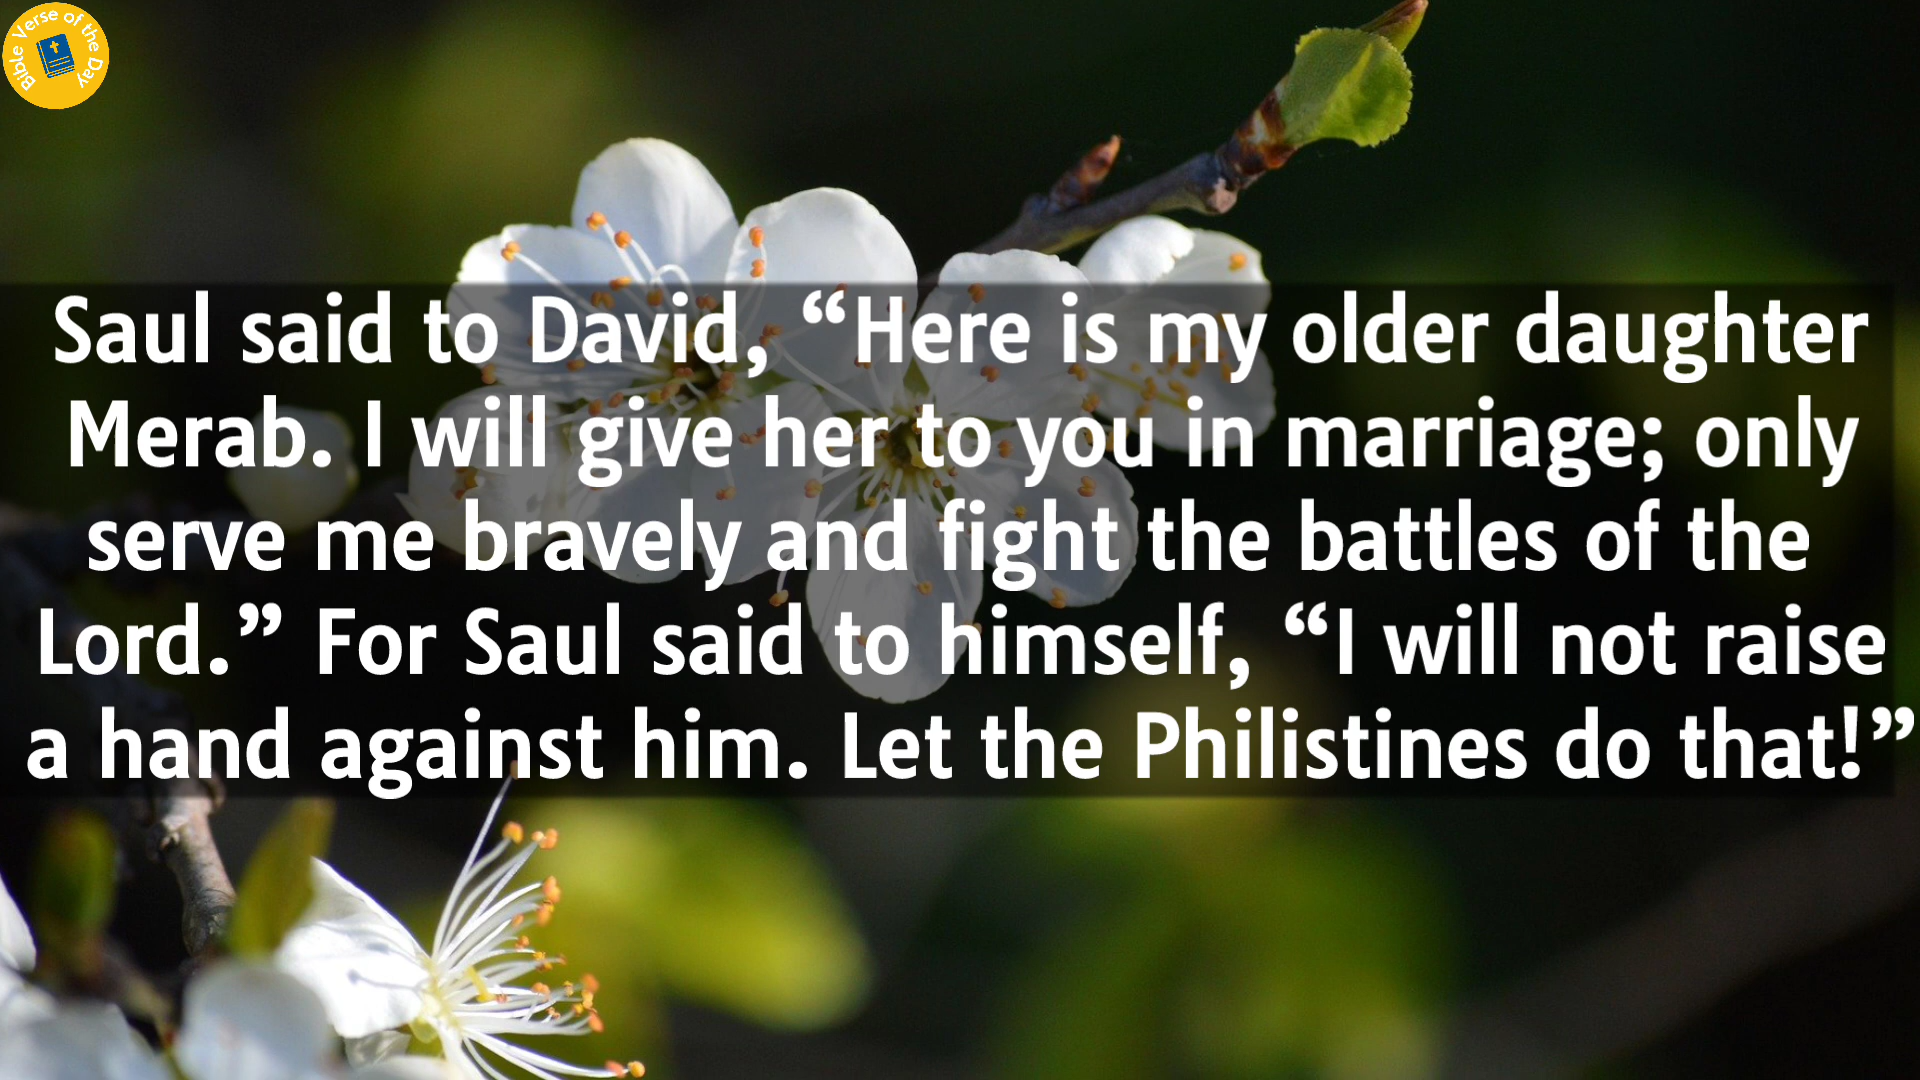 Bible Verse of the Day
Saul said to David, “Here is my older daughter
Merab. I will give her to you in marriage; only
serve me bravely and fight the battles of the
Lord.” For Saul said to himself, “I will not raise
a hand against him. Let the Philistines do that!”